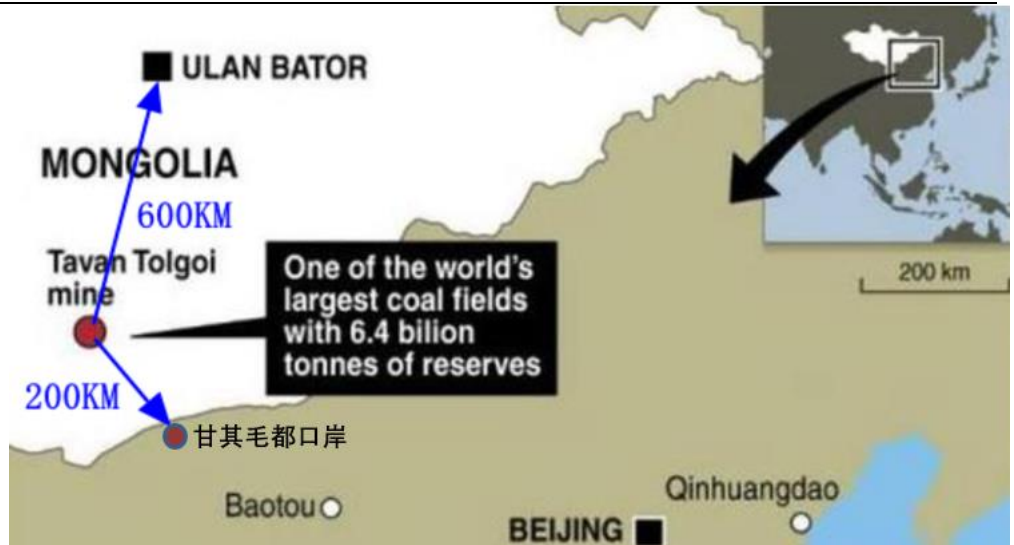 ULAN BATOR
MONGOLIA
600KM
Tavan Tolgoi
mine
One of the world's
largest coal fields
with 6.4 bilion
tonnes of reserves
200 km
200KM
甘其毛都口岸
Baotou
Qinhuangdao
BEIJING